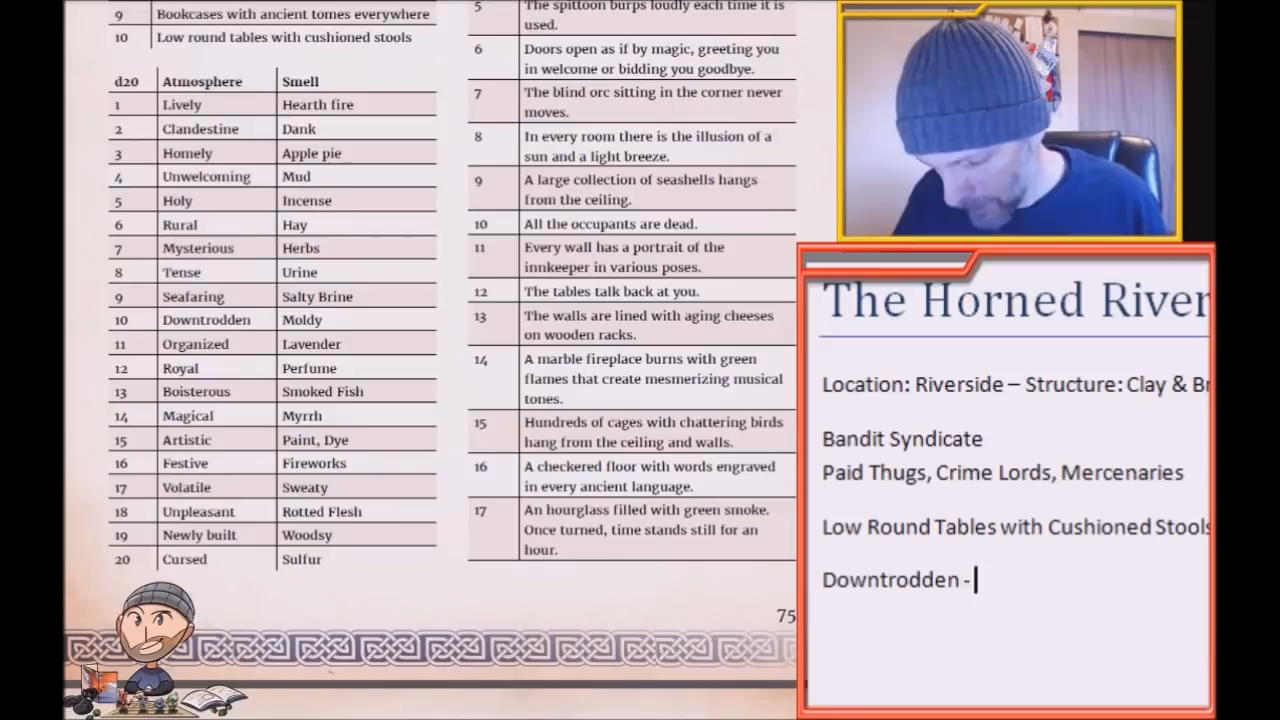 9 Bookcases with ancient tomes everywhere
10 Low round tables with cushioned stools
d20 Atmosphere Smell
1 Lively Hearth fire
2 Clandestine Dank
3 Homely Apple pie
4 Unwelcoming Mud
5 Holy Incense
6 Rural Hay
7 Mysterious Herbs
8 Tense Urine
9 Seafaring Salty Brine
10 Downtrodden Moldy
11 Organized Lavender
12 Royal Perfume
13 Boisterous Smoked Fish
14 Magical Myrrh
15 Artistic Paint, Dye
16 Festive Fireworks
17 Volatile Sweaty
18 Unpleasant Rotted Flesh
19 Newly built Woodsy
20 Cursed Sulfur
5 The spittoon burps loudly each time it is
used.
6 Doors open as if by magic, greeting you
in welcome or bidding you goodbye.
7 The blind orc sitting in the corner never
moves.
8 In every room there is the illusion of a
sun and a light breeze.
9 A large collection of seashells hangs
from the ceiling.
10 All the occupants are dead.
11 Every wall has a portrait of the
innkeeper in various poses.
12 The tables talk back at you.
13 The walls are lined with aging cheeses
on wooden racks.
14 A marble fireplace burns with green
flames that create mesmerizing musical
tones.
15 Hundreds of cages with chattering birds
hang from the ceiling and walls.
16 A checkered floor with words engraved
in every ancient language.
17 An hourglass filled with green smoke.
Once turned, time stands still for an
hour.
75
The Horned River
Location: Riverside – Structure: Clay & Br
Bandit Syndicate
Paid Thugs, Crime Lords, Mercenaries
Low Round Tables with Cushioned Stools
Downtrodden -